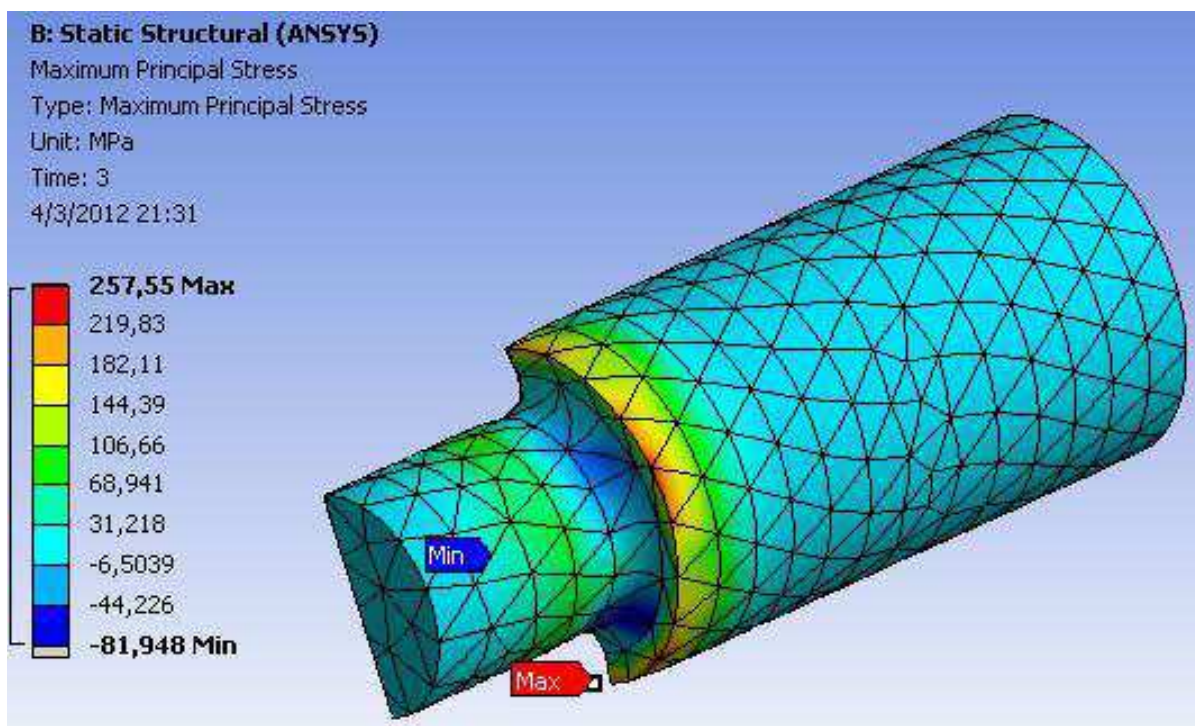 B: Static Structural (ANSYS)
Maximum Principal Stress
Type: Maximum Principal Stress
Unit: MPa
Time: 3
4/3/2012 21:31
257,55 Max
219,83
182,11
144,39
106,66
68,941
31,218
-6,5039
-44,226
-81,948 Min
Min
Max